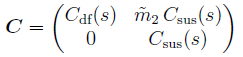 C = ( C_df(s)   m̃_2 C_sus(s)
0   C_sus(s) )